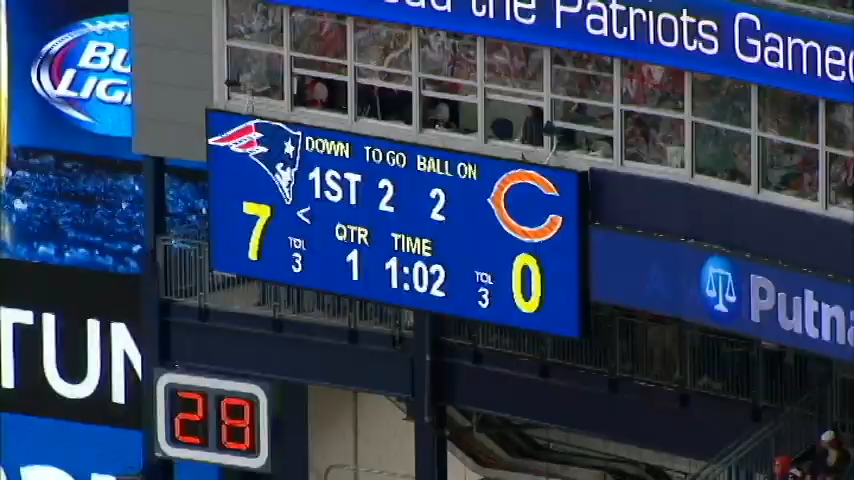 the Patriots Game
BUD LIGHT
DOWN TO GO BALL ON
1ST 2 2
<
7 TOL 3 QTR 1 TIME 1:02 TOL 3 0
Putna
TUN
28